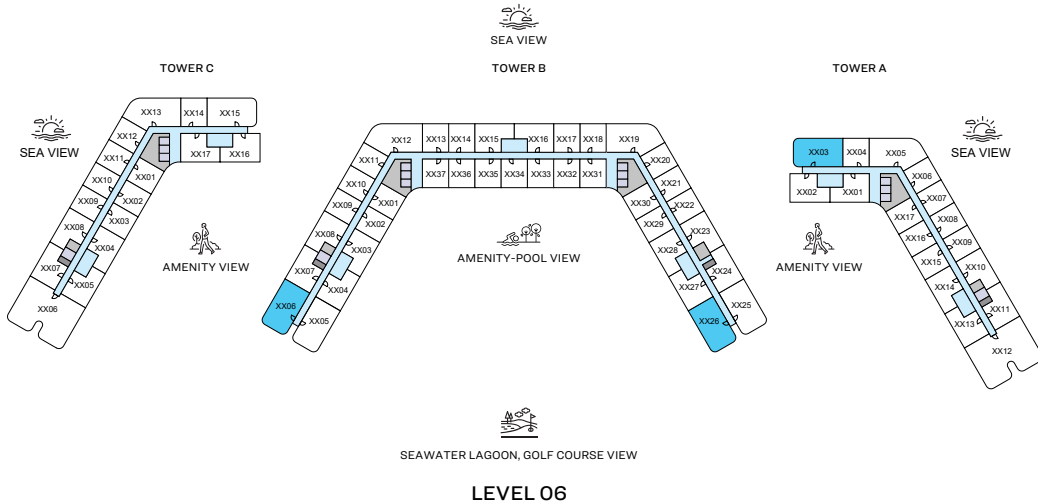 SEA VIEW
TOWER C
TOWER B
TOWER A
SEA VIEW
SEA VIEW
XX13
XX14
XX15
XX12
XX11
XX10
XX09
XX08
XX07
XX06
XX17
XX16
XX01
XX02
XX03
XX04
XX05
AMENITY VIEW
XX12
XX13
XX14
XX15
XX16
XX17
XX18
XX19
XX11
XX10
XX09
XX08
XX07
XX06
XX37
XX36
XX35
XX34
XX33
XX32
XX31
XX01
XX02
XX03
XX04
XX05
XX20
XX21
XX22
XX23
XX24
XX25
XX30
XX29
XX28
XX27
XX26
AMENITY-POOL VIEW
XX03
XX04
XX05
XX02
XX01
XX06
XX07
XX08
XX09
XX10
XX11
XX12
XX17
XX16
XX15
XX14
XX13
AMENITY VIEW
SEAWATER LAGOON, GOLF COURSE VIEW
LEVEL 06